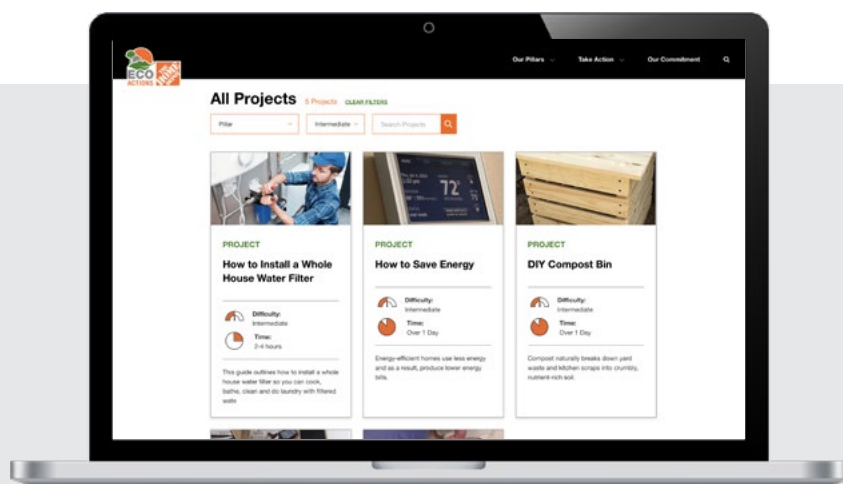 Our Pillars
Take Action
Our Commitment
ECO
ACTIONS
THE HOME
All Projects 5 Projects CLEAR FILTERS
Pillar
Intermediate
Search Projects
72°
PROJECT
How to Install a Whole
House Water Filter
Difficulty:
Intermediate
Time:
2-4 hours
This guide outlines how to install a whole
house water filter so you can cook,
bathe, clean and do laundry with filtered
wate
PROJECT
How to Save Energy
Difficulty:
Intermediate
Time:
Over 1 Day
Energy-efficient homes use less energy
and as a result, produce lower energy
bills.
PROJECT
DIY Compost Bin
Difficulty:
Intermediate
Time:
Over 1 Day
Compost naturally breaks down yard
waste and kitchen scraps into crumbly,
nutrient-rich soil.